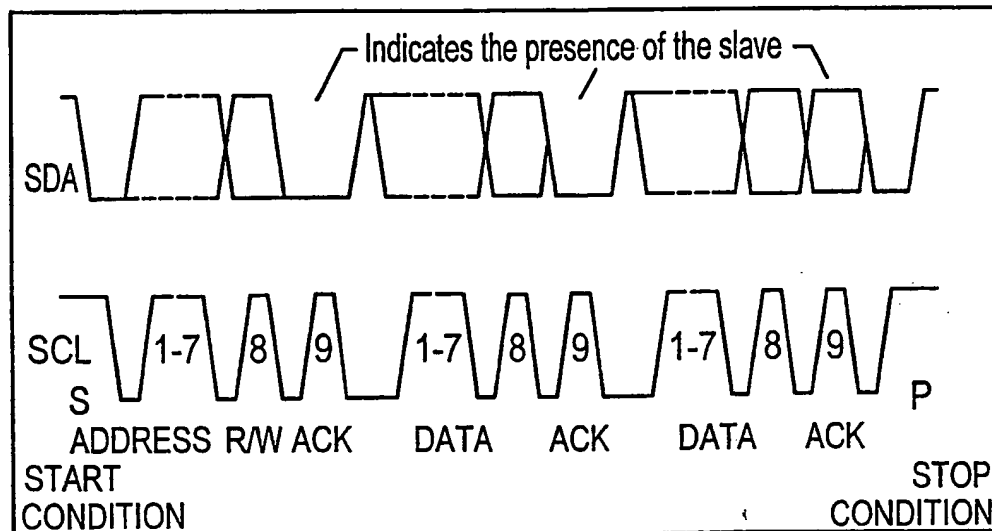 Indicates the presence of the slave
SDA
SCL 1-7 8 9 1-7 8 9 1-7 8 9
S P
ADDRESS R/W ACK DATA ACK DATA ACK
START STOP
CONDITION CONDITION